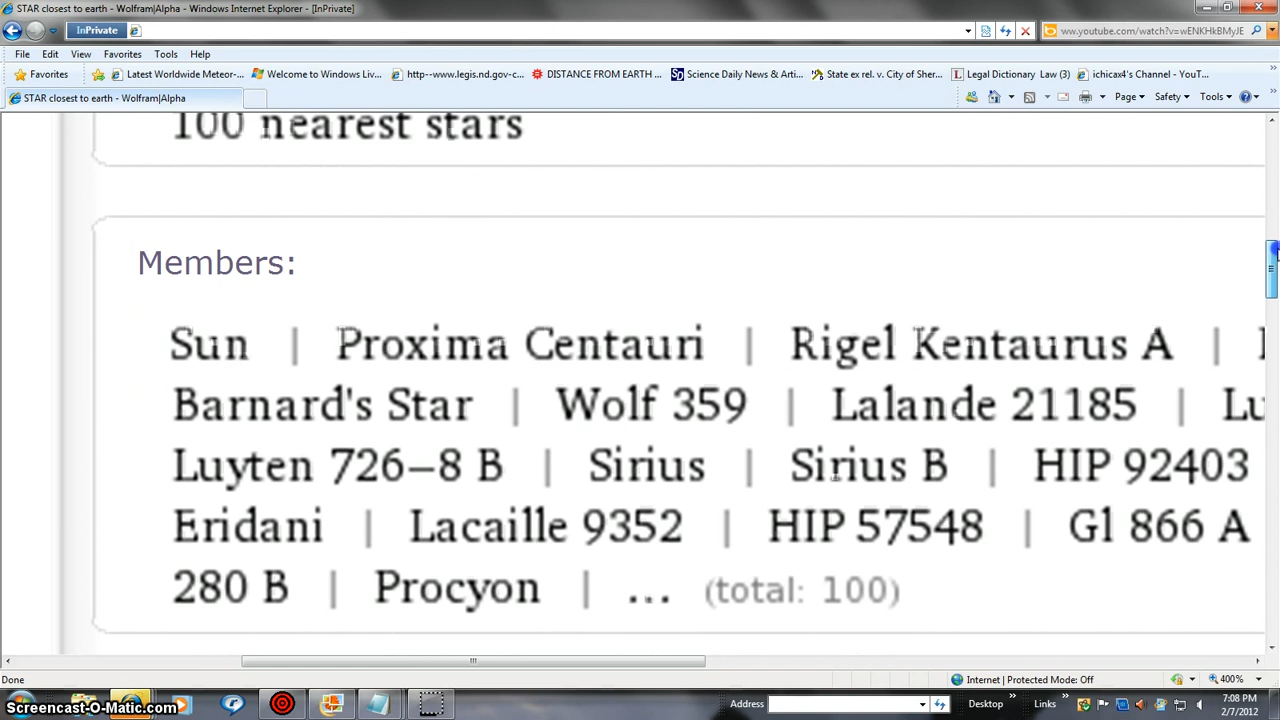 STAR closest to earth - Wolfram|Alpha - Windows Internet Explorer - [InPrivate]
InPrivate
ww.youtube.com/watch?v=wENKHkBMyJE
File Edit View Favorites Tools Help
Favorites Latest Worldwide Meteor-... Welcome to Windows Liv... http--www.legis.nd.gov-c... DISTANCE FROM EARTH ... Science Daily News & Arti... State ex rel. v. City of Sher... Legal Dictionary Law (3) ichicax4's Channel - YouT...
STAR closest to earth - Wolfram|Alpha
Page Safety Tools
100 nearest stars
Members:
Sun | Proxima Centauri | Rigel Kentaurus A |
Barnard's Star | Wolf 359 | Lalande 21185 | Lu
Luyten 726–8 B | Sirius | Sirius B | HIP 92403
Eridani | Lacaille 9352 | HIP 57548 | Gl 866 A
280 B | Procyon | ... (total: 100)
Done Internet | Protected Mode: Off 400%
Screencast-O-Matic.com Address Desktop Links 7:08 PM
2/7/2012